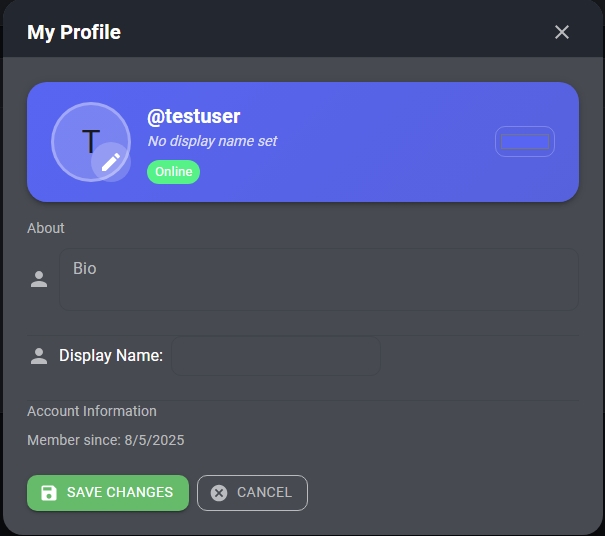 My Profile
T
@testuser
No display name set
Online
About
Bio
Display Name:
Account Information
Member since: 8/5/2025
SAVE CHANGES
CANCEL